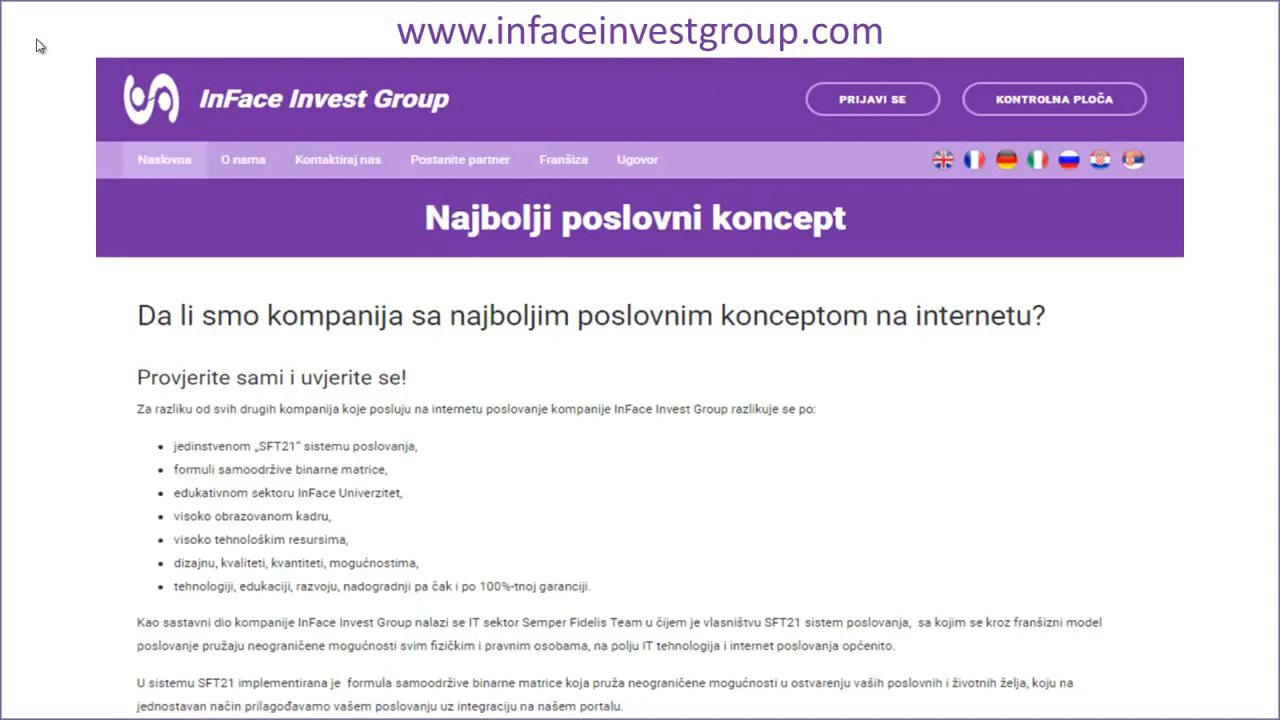 www.infaceinvestgroup.com
InFace Invest Group
PRIJAVI SE
KONTROLNA PLOČA
Naslovna O nama Kontaktiraj nas Postanite partner Franšiza Ugovor
Najbolji poslovni koncept
Da li smo kompanija sa najboljim poslovnim konceptom na internetu?
Provjerite sami i uvjerite se!
Za razliku od svih drugih kompanija koje posluju na internetu poslovanje kompanije InFace Invest Group razlikuje se po:
• jedinstvenom „SFT21“ sistemu poslovanja,
• formuli samoodržive binarne matrice,
• edukativnom sektoru InFace Univerzitet,
• visoko obrazovanom kadru,
• visoko tehnološkim resursima,
• dizajnu, kvaliteti, kvantiteti, mogućnostima,
• tehnologiji, edukaciji, razvoju, nadogradnji pa čak i po 100%-tnoj garanciji.
Kao sastavni dio kompanije InFace Invest Group nalazi se IT sektor Semper Fidelis Team u čijem je vlasništvu SFT21 sistem poslovanja, sa kojim se kroz franšizni model
poslovanje pružaju neograničene mogućnosti svim fizičkim i pravnim osobama, na polju IT tehnologija i internet poslovanja općenito.
U sistemu SFT21 implementirana je formula samoodržive binarne matrice koja pruža neograničene mogućnosti u ostvarenju vaših poslovnih i životnih želja, koju na
jednostavan način prilagođavamo vašem poslovanju uz integraciju na našem portalu.